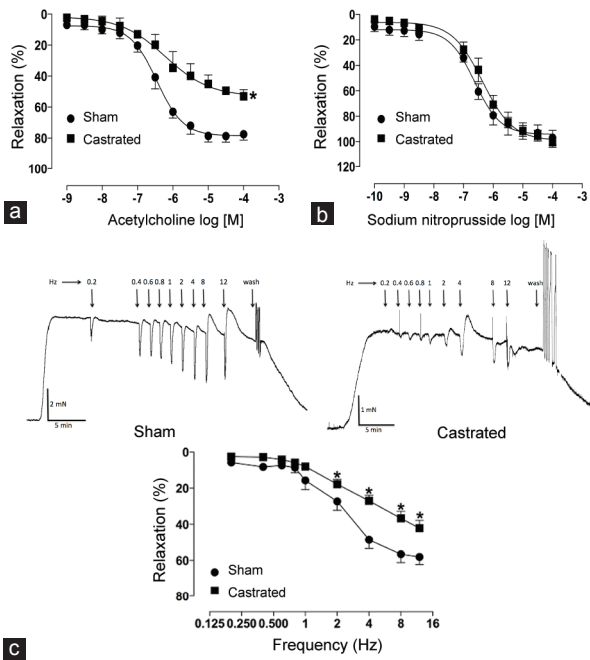 0
20
40
60
80
100
Relaxation (%)
Sham
Castrated
*
-9 -8 -7 -6 -5 -4 -3
Acetylcholine log [M]
a
0
20
40
60
80
100
120
Relaxation (%)
Sham
Castrated
-10 -9 -8 -7 -6 -5 -4 -3
Sodium nitroprusside log [M]
b
Hz 0.2 0.4 0.6 0.8 1 2 4 8 12 wash
2 mN
5 min
Sham
Hz 0.2 0.4 0.6 0.8 1 2 4 8 12 wash
1 mN
5 min
Castrated
0
20
40
60
80
Relaxation (%)
* * * *
Sham
Castrated
0.125 0.250 0.500 1 2 4 8 16
Frequency (Hz)
c